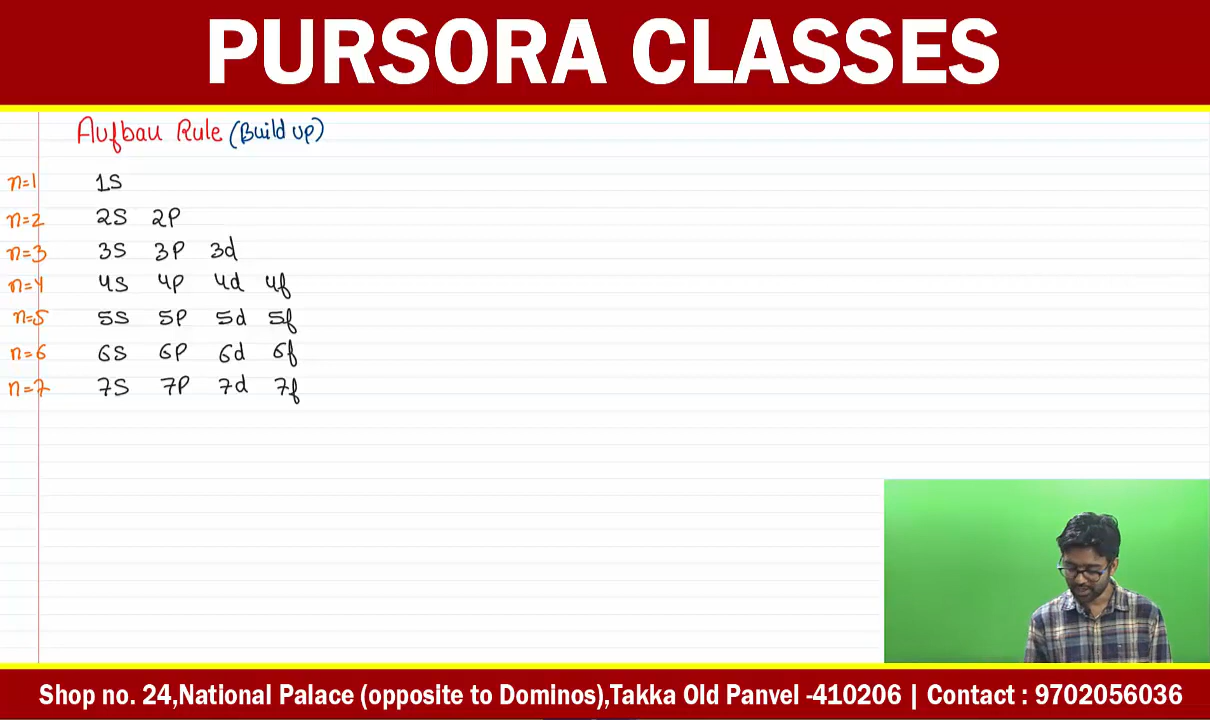 PURSORA CLASSES
Aufbau Rule (Build up)
n=1 1S
n=2 2S 2P
n=3 3S 3P 3d
n=4 4S 4P 4d 4f
n=5 5S 5P 5d 5f
n=6 6S 6P 6d 6f
n=7 7S 7P 7d 7f
Shop no. 24,National Palace (opposite to Dominos),Takka Old Panvel -410206 | Contact : 9702056036